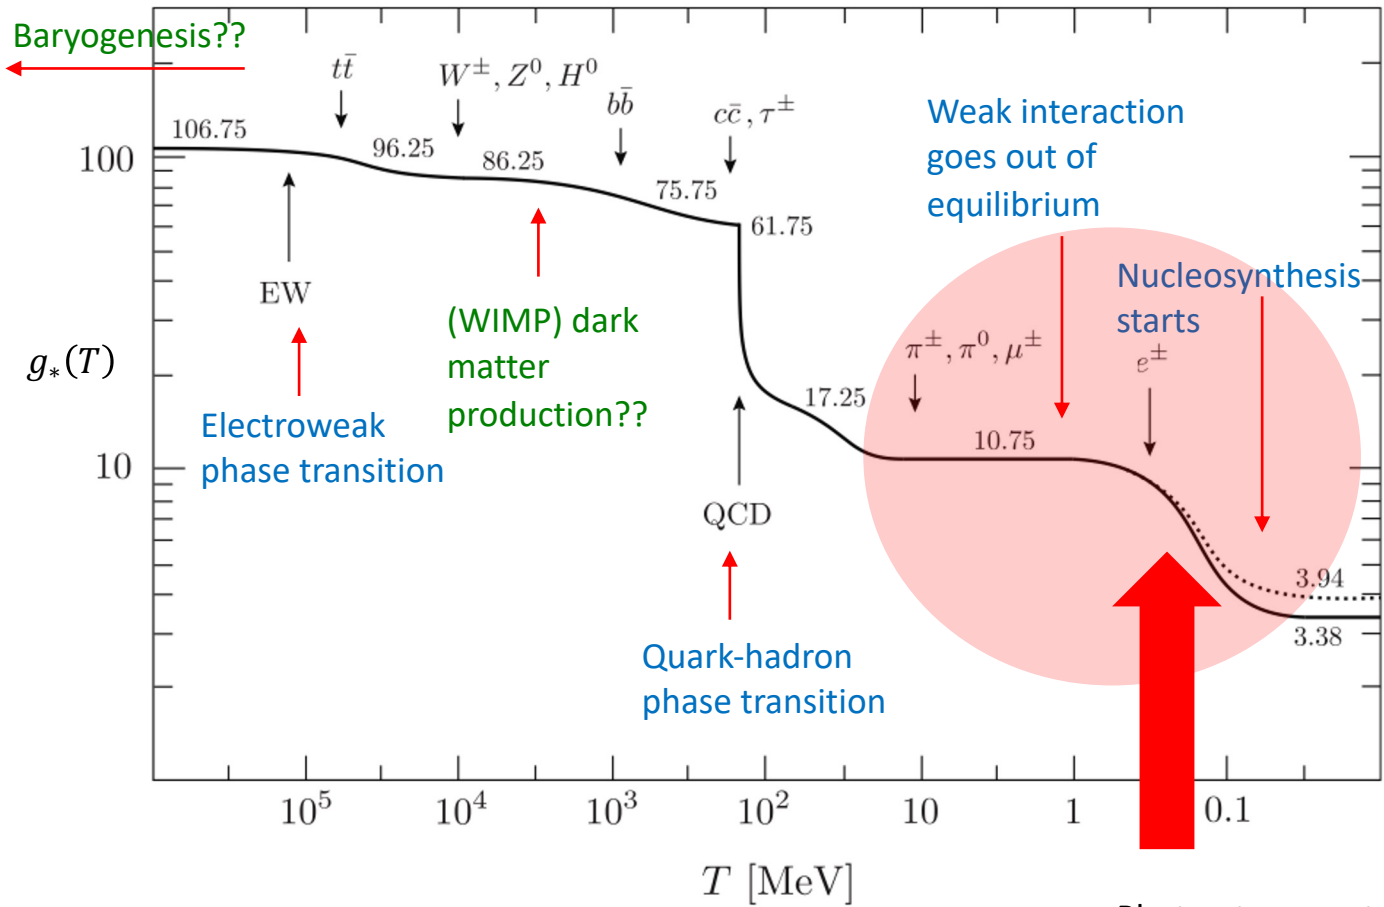 Baryogenesis??
tt̄
W±, Z⁰, H⁰
bb̄
cc̄, τ±
Weak interaction
goes out of
equilibrium
106.75
96.25
86.25
75.75
61.75
100
EW
(WIMP) dark
matter
production??
Nucleosynthesis
starts
π±, π⁰, μ±
e±
g*(T)
17.25
10.75
Electroweak
phase transition
10
QCD
3.94
3.38
Quark-hadron
phase transition
10⁵ 10⁴ 10³ 10² 10 1 0.1
T [MeV]